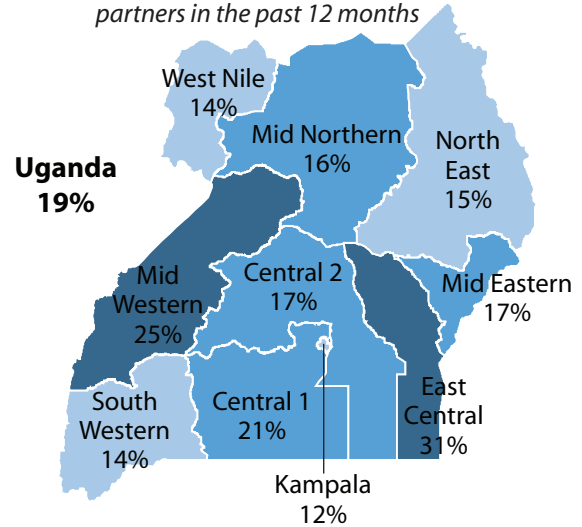 partners in the past 12 months
West Nile
14%
Mid Northern
16%
North
East
15%
Uganda
19%
Mid
Western
25%
Central 2
17%
Mid Eastern
17%
South
Western
14%
Central 1
21%
East
Central
31%
Kampala
12%